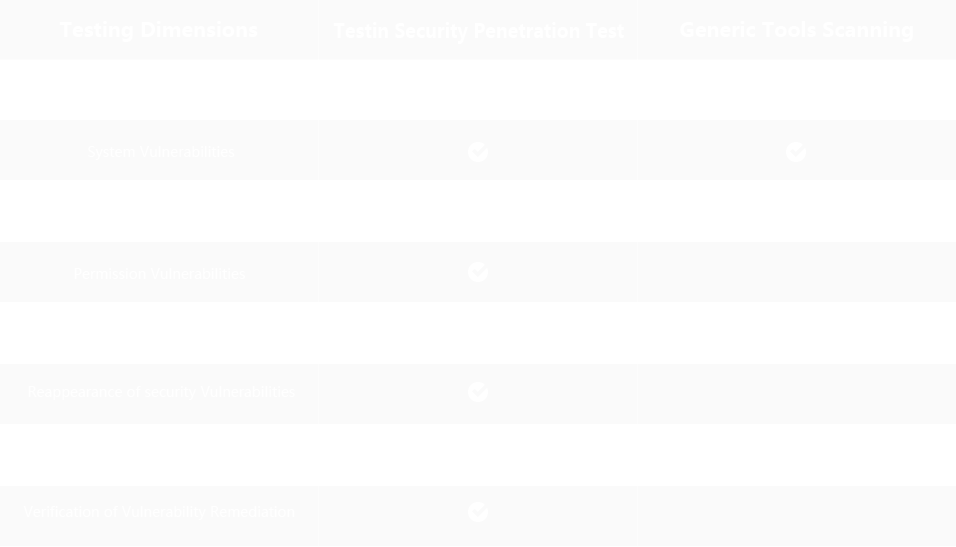 Testing Dimensions Testin Security Penetration Test Generic Tools Scanning
System Vulnerabilities
Permission Vulnerabilities
Reappearance of security Vulnerabilities
Verification of Vulnerability Remediation